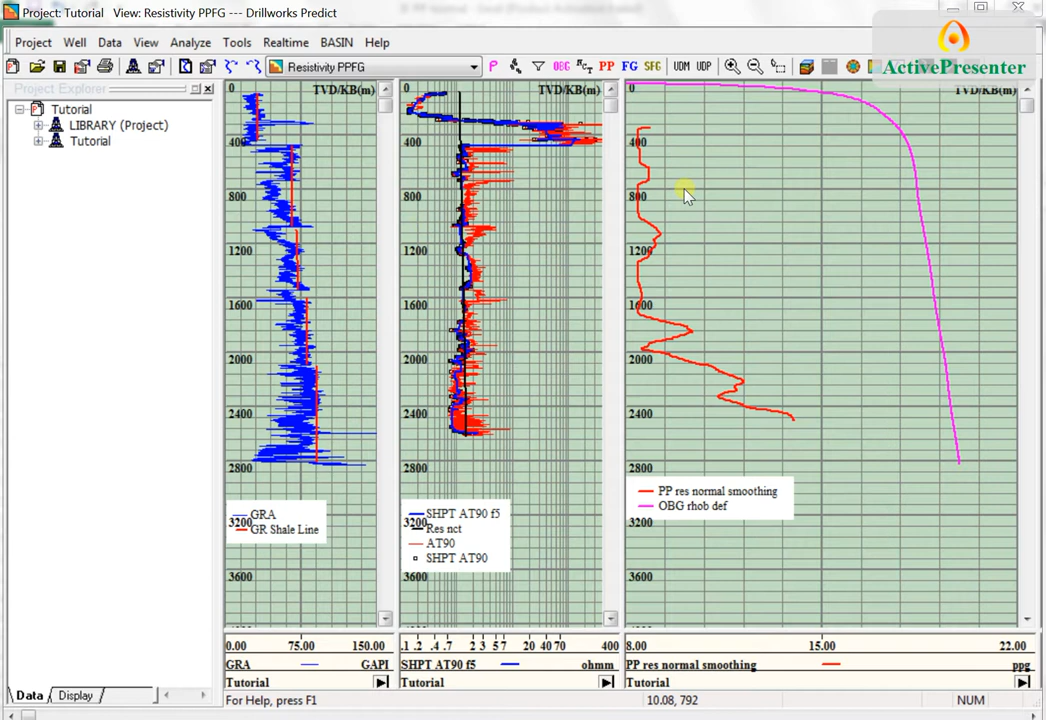 Project: Tutorial View: Resistivity PPFG --- Drillworks Predict
Project Well Data View Analyze Tools Realtime BASIN Help
ActivePresenter
Resistivity PPFG
OBG PP FG SFG UDM UDP
Project Explorer
Tutorial
LIBRARY (Project)
Tutorial
0 TVD/KB(m)
400
800
1200
1600
2000
2400
2800
3200
3600
GRA
GR Shale Line
0 TVD/KB(m)
400
800
1200
1600
2000
2400
2800
3200
3600
SHPT AT90 f5
Res nct
AT90
SHPT AT90
0 TVD/KB(m)
400
800
1200
1600
2000
2400
2800
3200
3600
PP res normal smoothing
OBG rhob def
0.00 75.00 150.00
GRA GAPI
Tutorial
.1 .2 .4 .7 2 3 5 7 20 40 70 400
SHPT AT90 f5 ohmm
Tutorial
8.00 15.00 22.00
PP res normal smoothing ppg
Tutorial
Data Display
For Help, press F1 10.08, 792 NUM